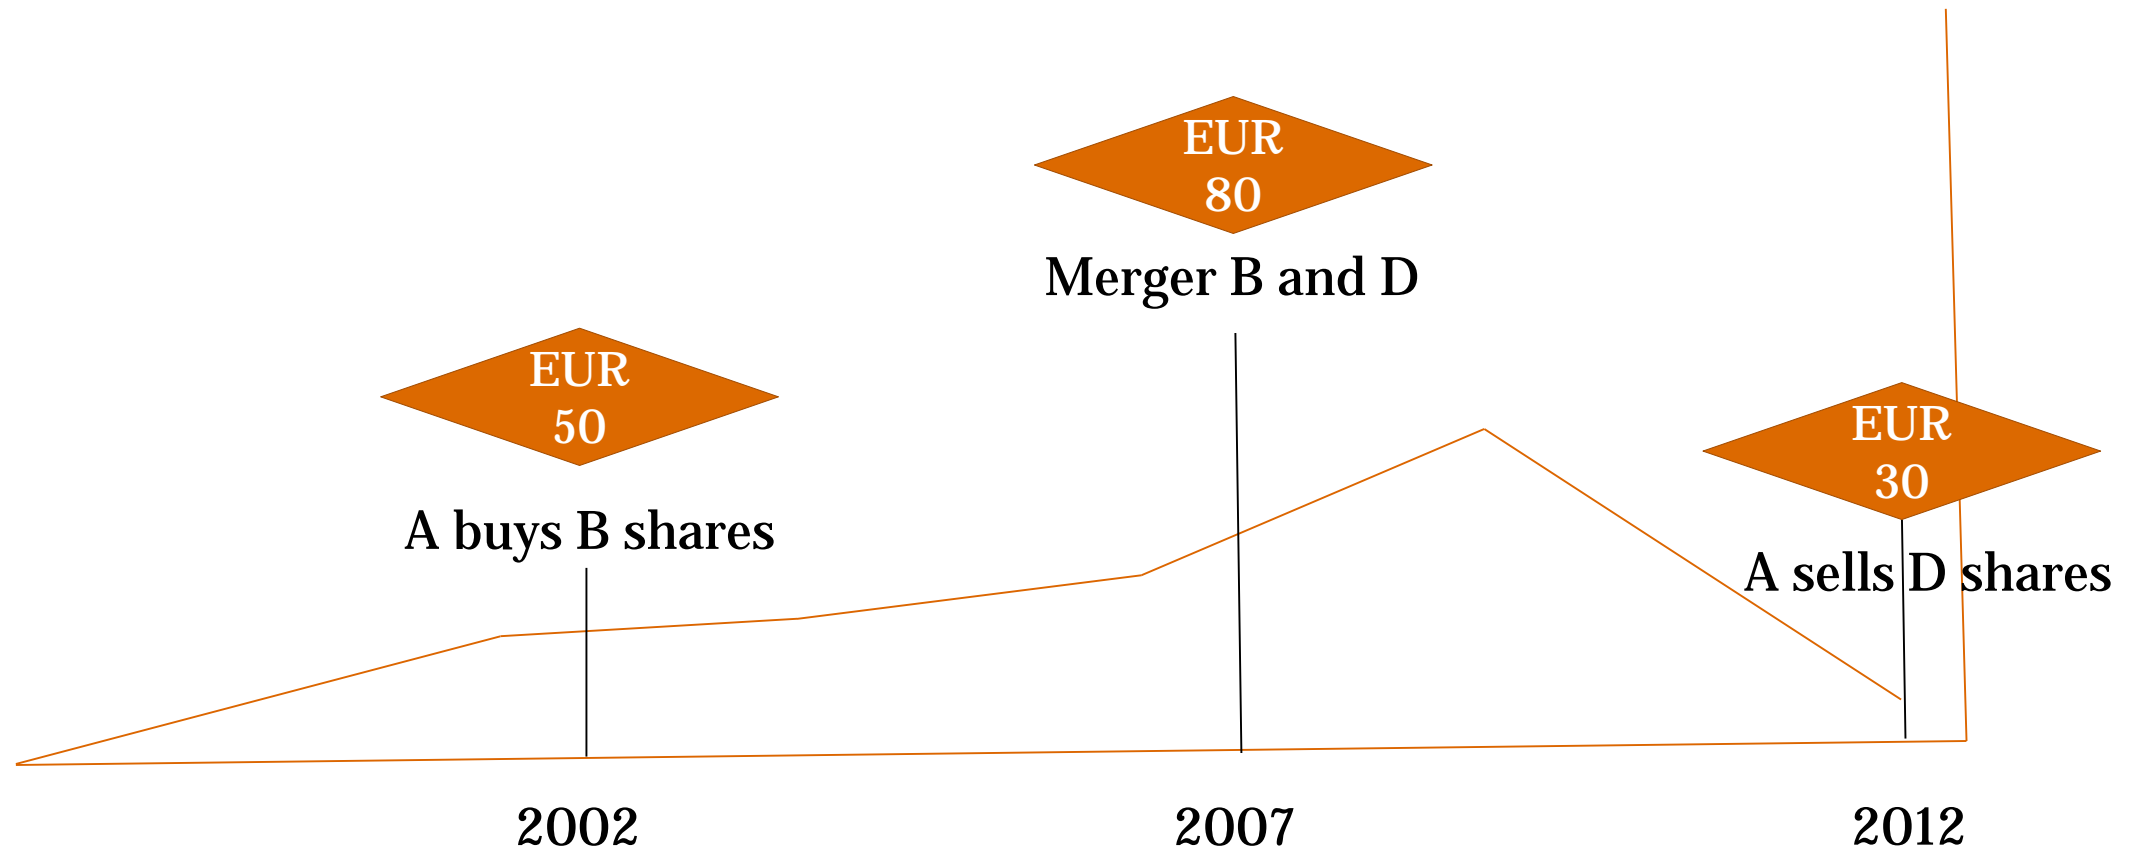 EUR
80
Merger B and D
EUR
50
A buys B shares
EUR
30
A sells D shares
2002
2007
2012